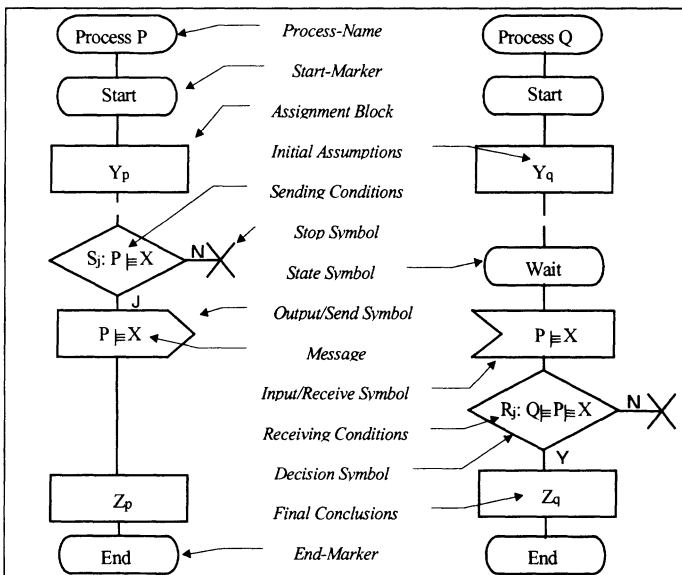 Process P Process-Name Process Q
Start-Marker
Start Start
Assignment Block
Initial Assumptions
Yp Yq
Sending Conditions
Sj: P ⊫ X N Stop Symbol
State Symbol Wait
J
Output/Send Symbol
P ⊫ X P ⊫ X
Message
Input/Receive Symbol
Rj: Q ⊫ P ⊫ X N
Receiving Conditions
Y
Decision Symbol
Zp Zq
Final Conclusions
End End-Marker End